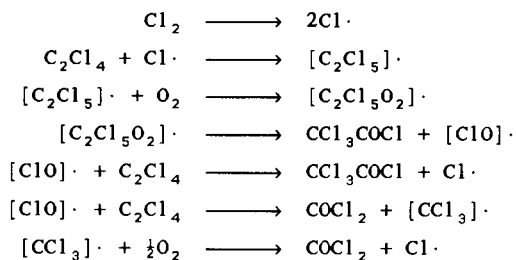 Cl₂ ⟶ 2Cl·
C₂Cl₄ + Cl· ⟶ [C₂Cl₅]·
[C₂Cl₅]· + O₂ ⟶ [C₂Cl₅O₂]·
[C₂Cl₅O₂]· ⟶ CCl₃COCl + [ClO]·
[ClO]· + C₂Cl₄ ⟶ CCl₃COCl + Cl·
[ClO]· + C₂Cl₄ ⟶ COCl₂ + [CCl₃]·
[CCl₃]· + ½O₂ ⟶ COCl₂ + Cl·